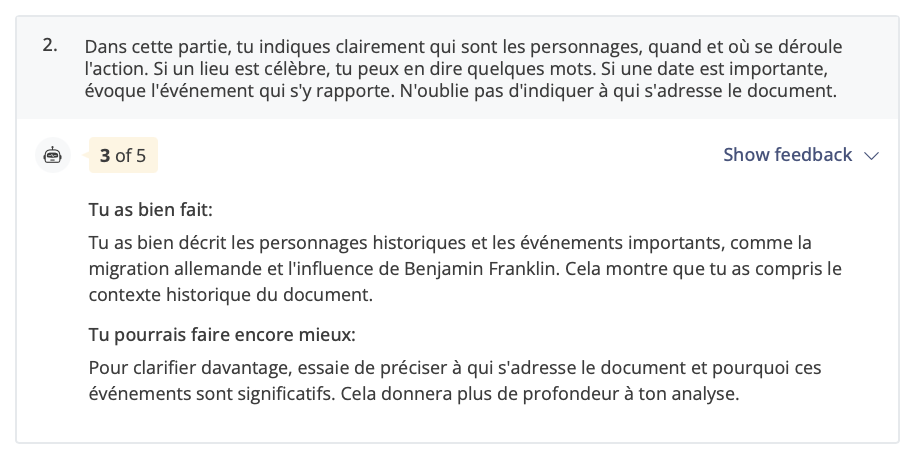 2. Dans cette partie, tu indiques clairement qui sont les personnages, quand et où se déroule
l'action. Si un lieu est célèbre, tu peux en dire quelques mots. Si une date est importante,
évoque l'événement qui s'y rapporte. N'oublie pas d'indiquer à qui s'adresse le document.
3 of 5
Show feedback
Tu as bien fait:
Tu as bien décrit les personnages historiques et les événements importants, comme la
migration allemande et l'influence de Benjamin Franklin. Cela montre que tu as compris le
contexte historique du document.
Tu pourrais faire encore mieux:
Pour clarifier davantage, essaie de préciser à qui s'adresse le document et pourquoi ces
événements sont significatifs. Cela donnera plus de profondeur à ton analyse.